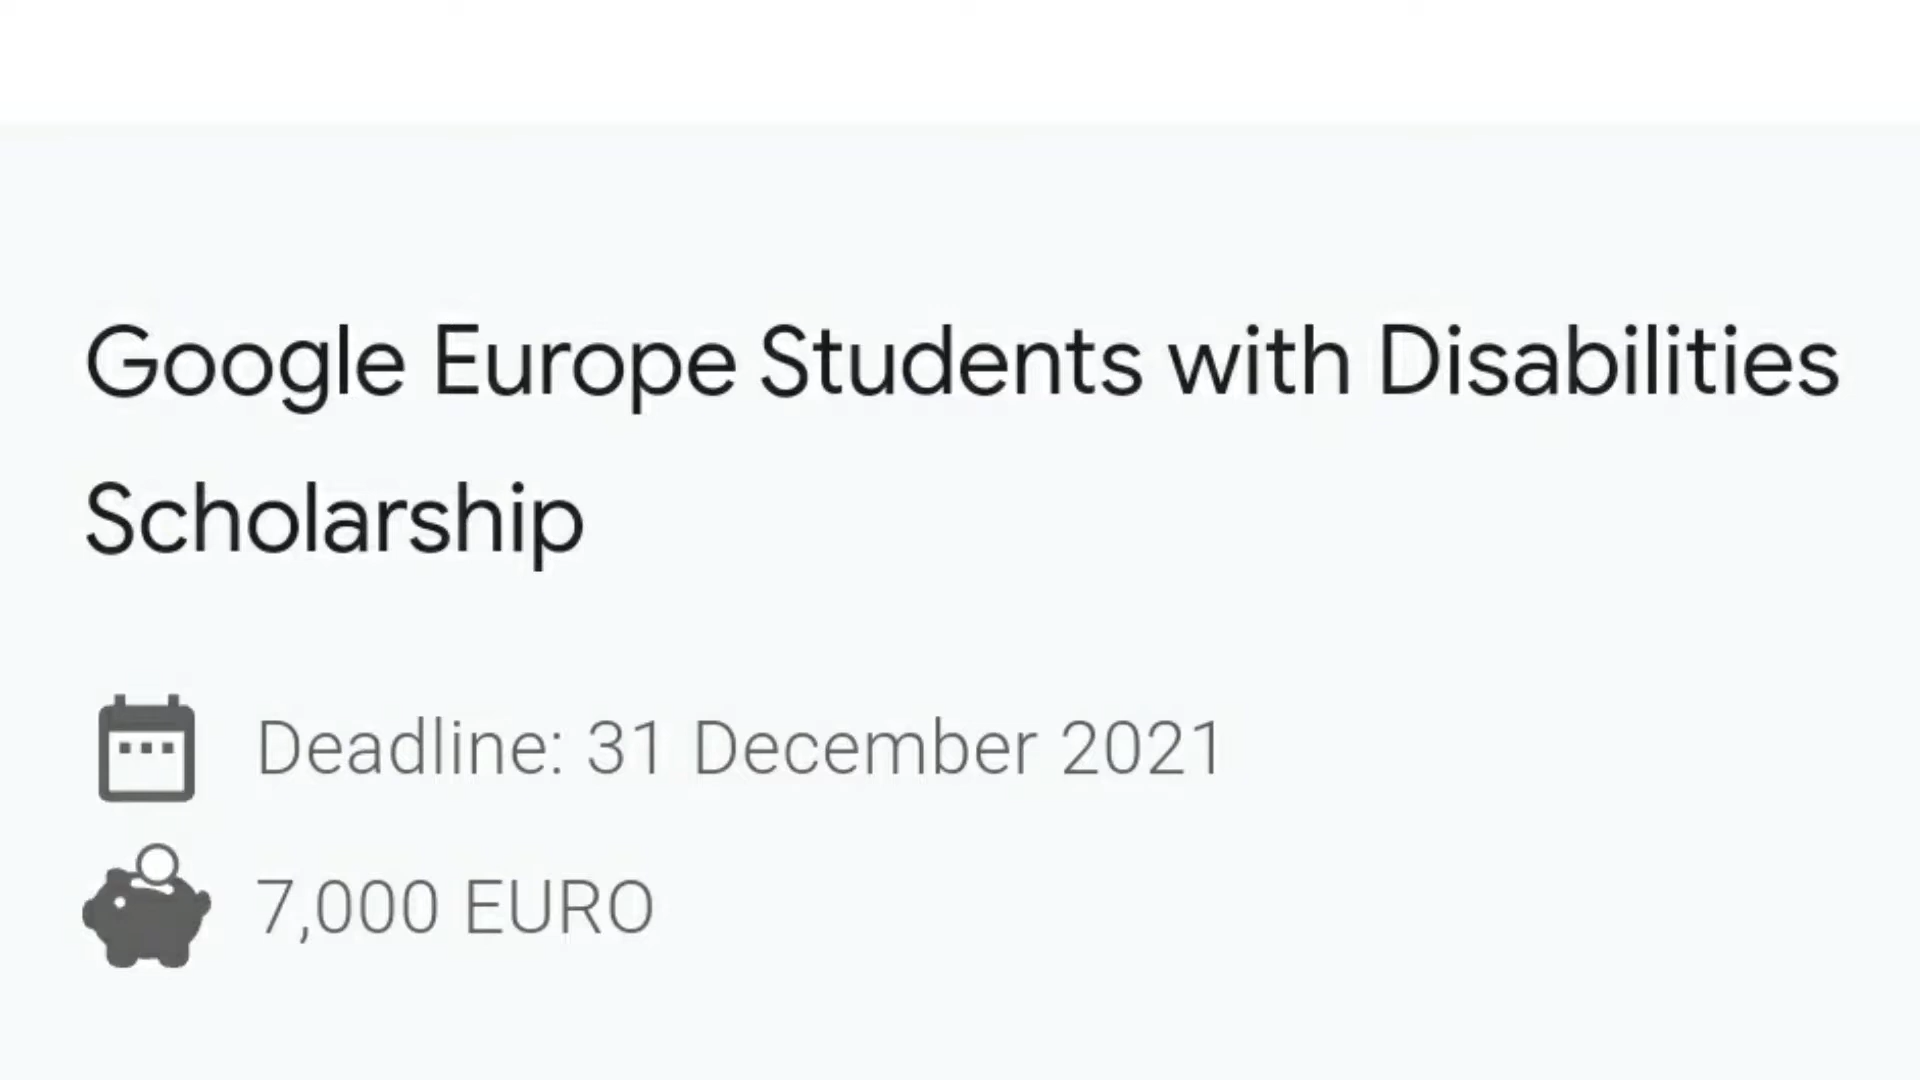 Google Europe Students with Disabilities
Scholarship
Deadline: 31 December 2021
7,000 EURO